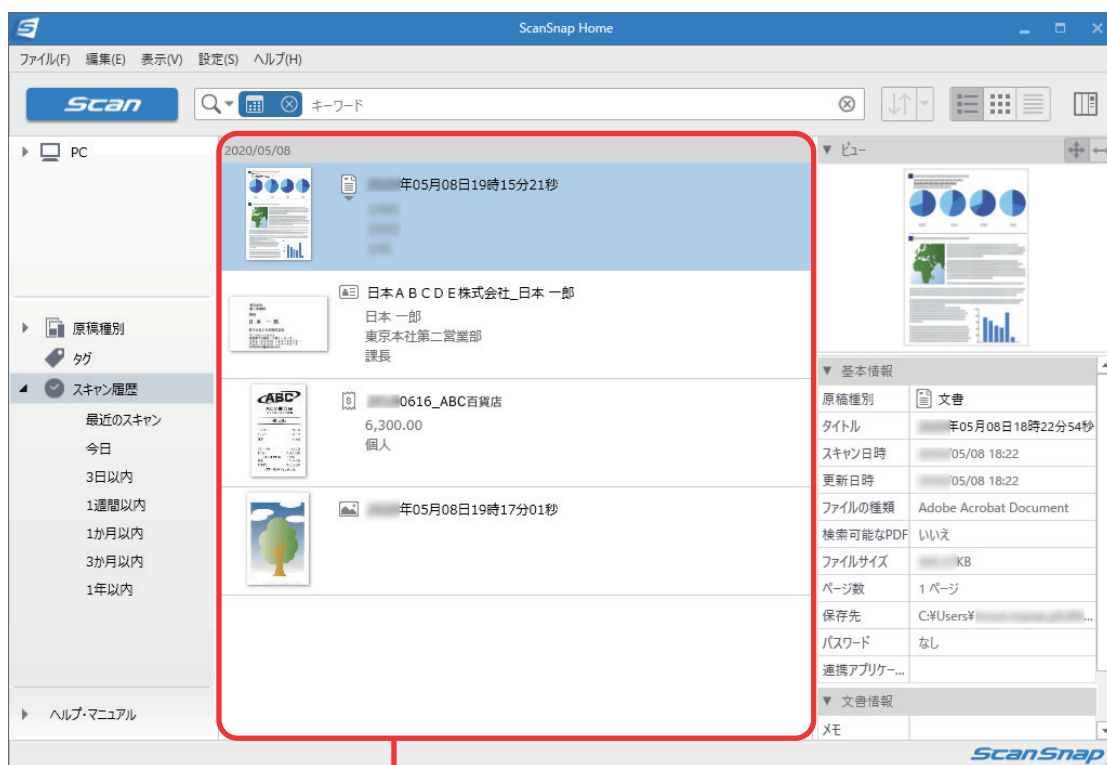 ScanSnap Home
ファイル(F) 編集(E) 表示(V) 設定(S) ヘルプ(H)
Scan
キーワード
PC
原稿種別
タグ
スキャン履歴
最近のスキャン
今日
3日以内
1週間以内
1か月以内
3か月以内
1年以内
ヘルプ・マニュアル
2020/05/08
年05月08日19時15分21秒
日本ABCDE株式会社_日本 一郎
日本 一郎
東京本社第二営業部
課長
0616_ABC百貨店
6,300.00
個人
年05月08日19時17分01秒
ABC
日 本 一 郎
ビュー
基本情報
原稿種別 文書
タイトル 年05月08日18時22分54秒
スキャン日時 /05/08 18:22
更新日時 /05/08 18:22
ファイルの種類 Adobe Acrobat Document
検索可能なPDF いいえ
ファイルサイズ KB
ページ数 1 ページ
保存先 C:¥Users¥ ...
パスワード なし
連携アプリケー...
文書情報
メモ
ScanSnap